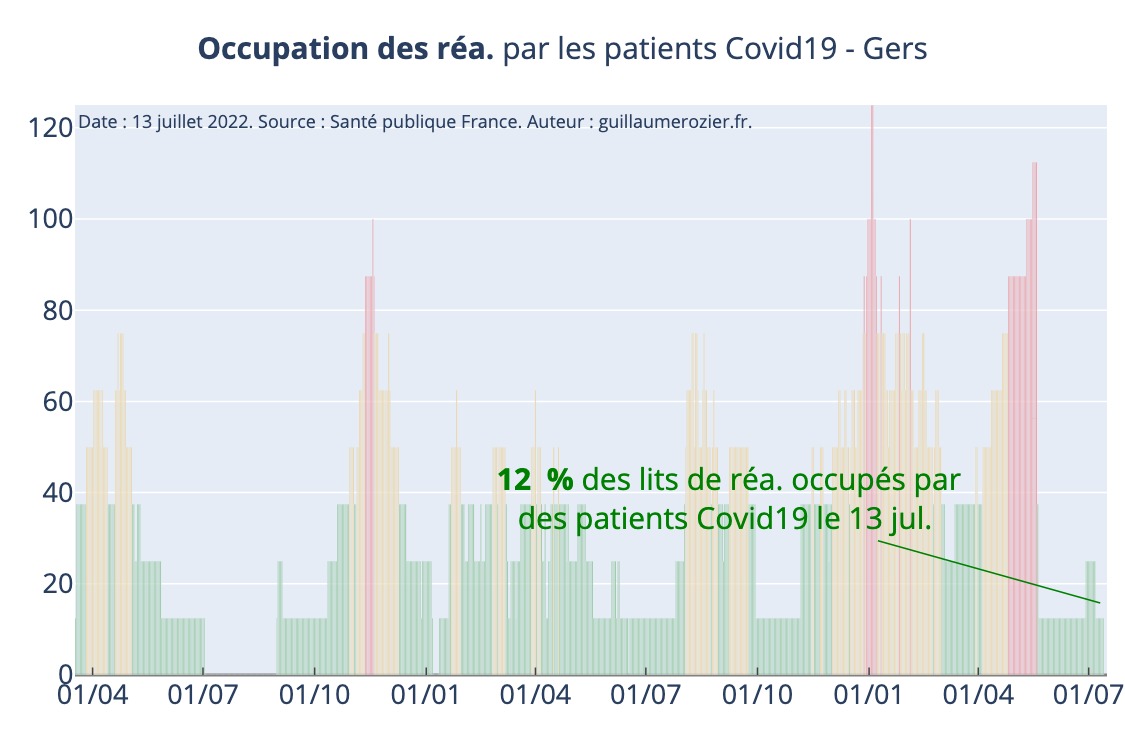 Occupation des réa. par les patients Covid19 - Gers
Date : 13 juillet 2022. Source : Santé publique France. Auteur : guillaumerozier.fr.
120
100
80
60
40
20
0
12  % des lits de réa. occupés par
des patients Covid19 le 13 jul.
01/04 01/07 01/10 01/01 01/04 01/07 01/10 01/01 01/04 01/07